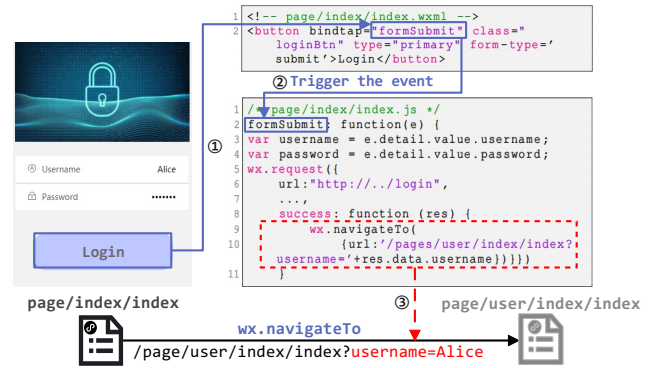 1 <!-- page/index/index.wxml -->
2 <button bindtap="formSubmit" class="
loginBtn" type="primary" form-type='
submit'>Login</button>
② Trigger the event
①
Username Alice
Password •••••••
Login
1 /* page/index/index.js */
2 formSubmit: function(e) {
3 var username = e.detail.value.username;
4 var password = e.detail.value.password;
5 wx.request({
6 url:"http://../login",
7 ...,
8 success: function (res) {
9 wx.navigateTo(
10 {url:'/pages/user/index/index?
username='+res.data.username})}})
11 }
③
page/index/index
page/user/index/index
wx.navigateTo
/page/user/index/index?username=Alice